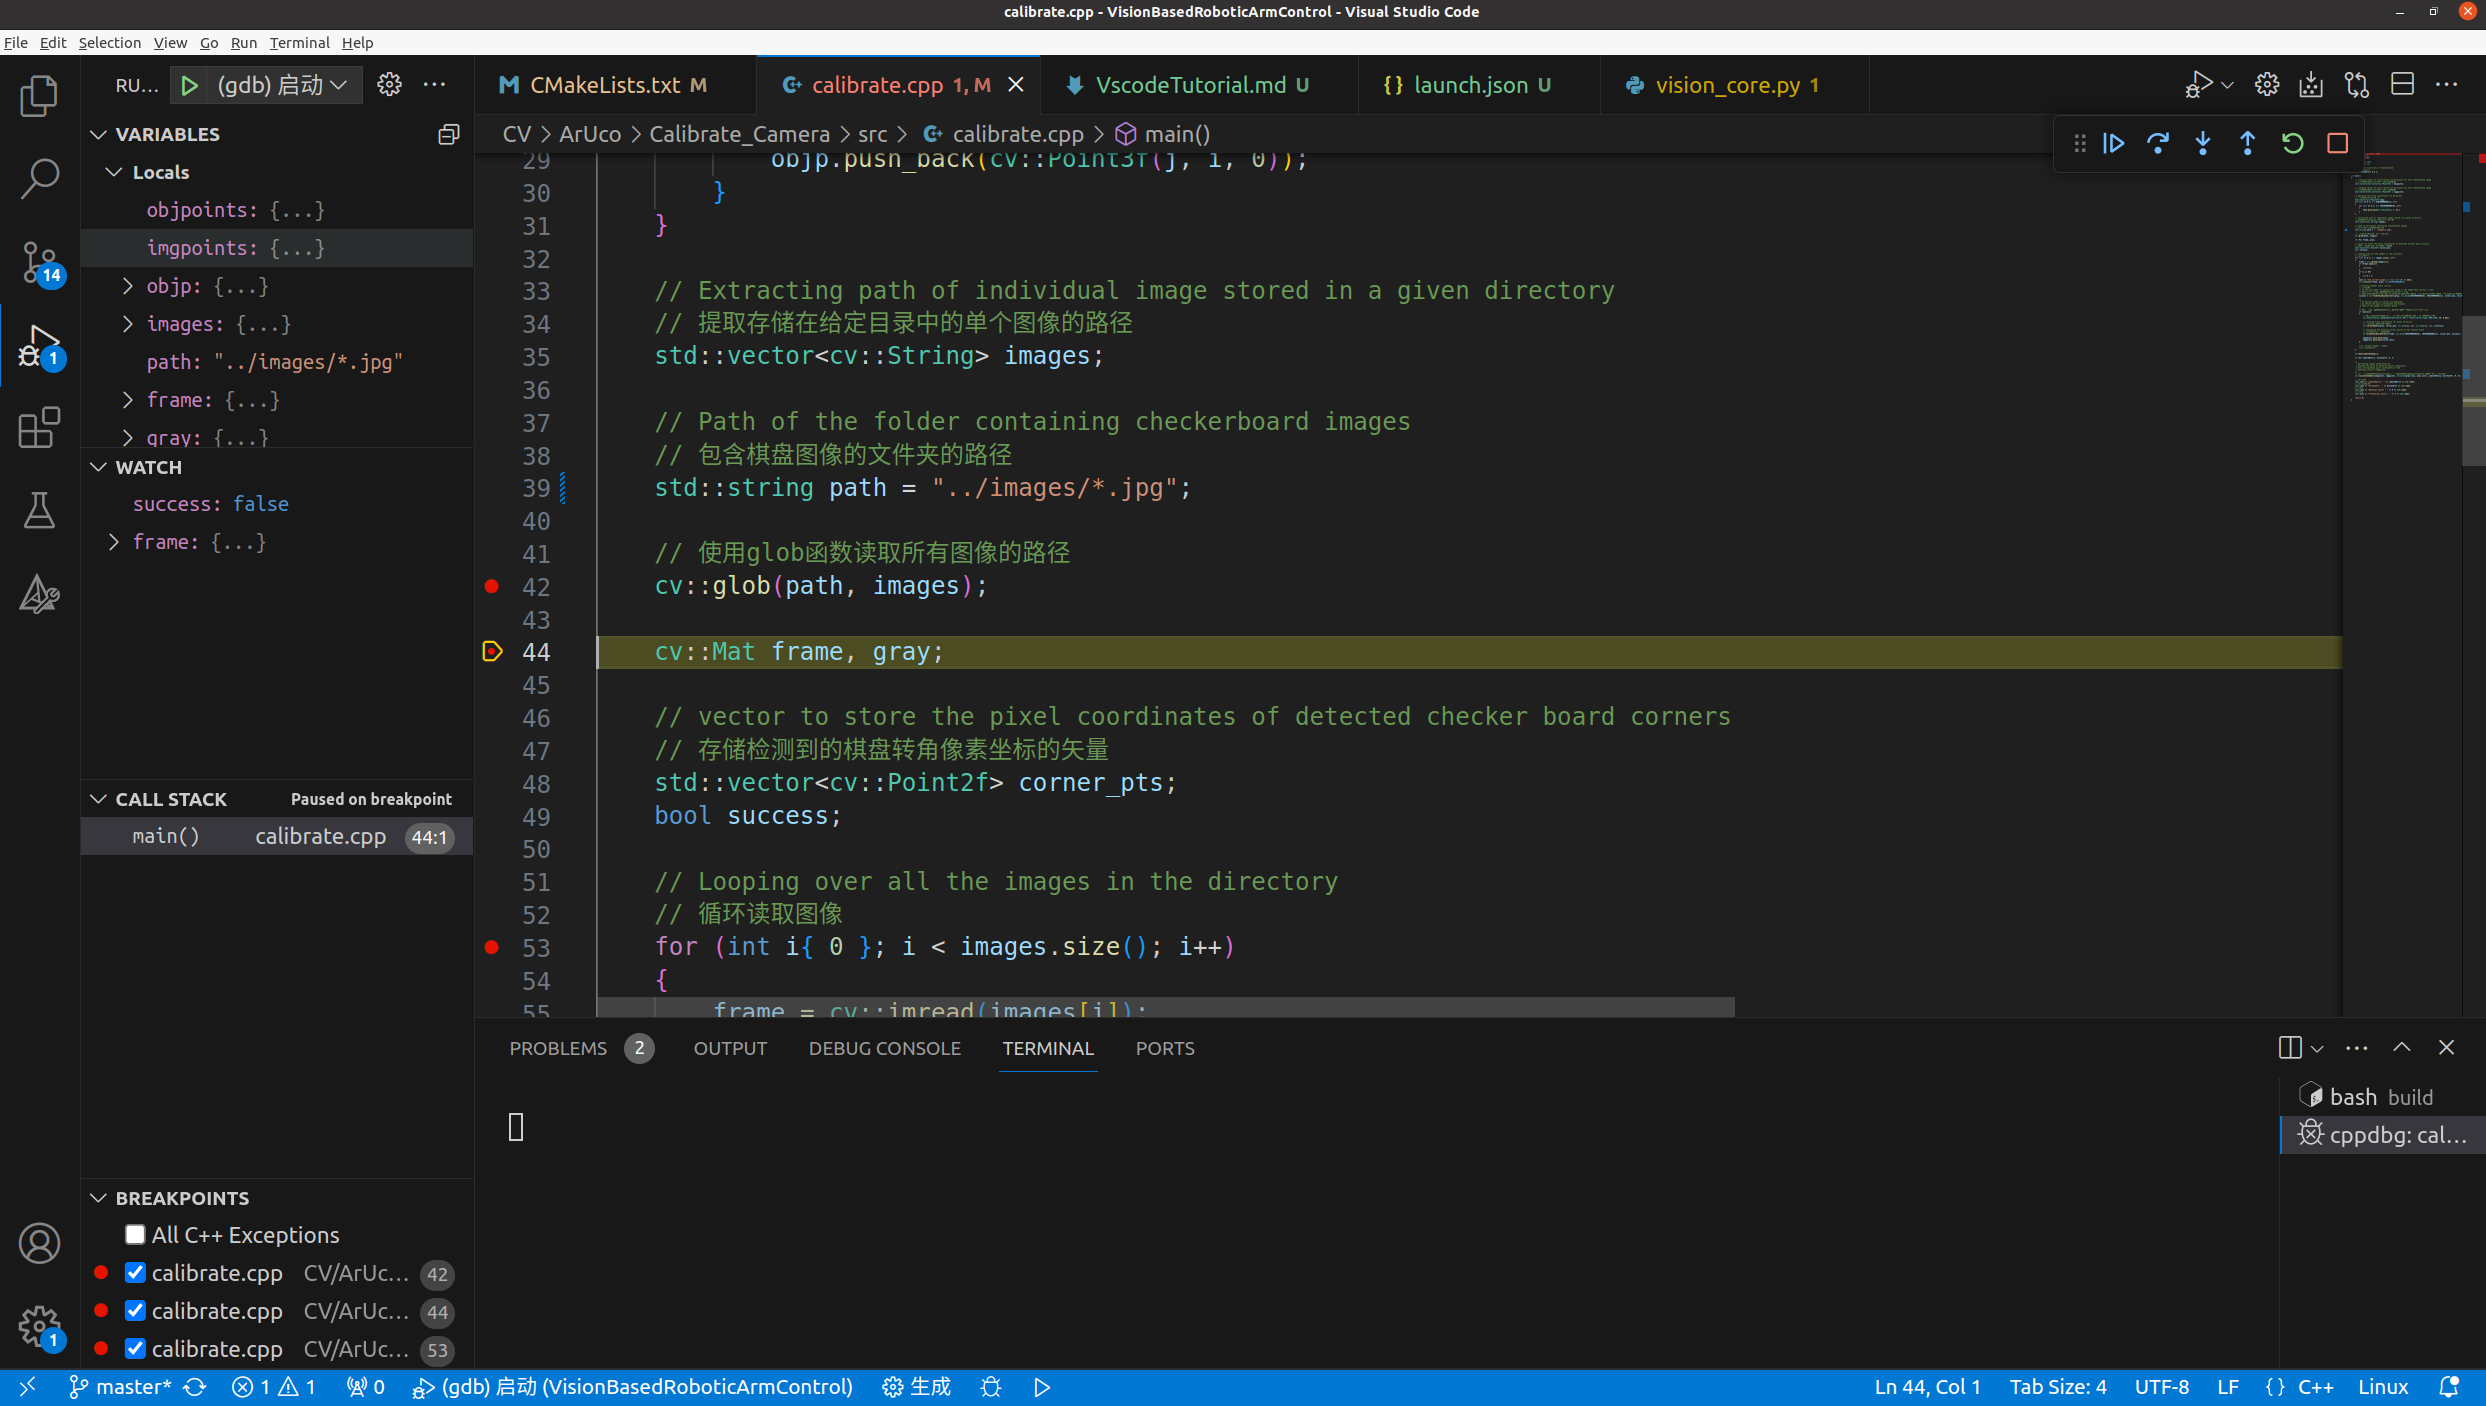 calibrate.cpp - VisionBasedRoboticArmControl - Visual Studio Code
File Edit Selection View Go Run Terminal Help
RU... (gdb) 启动
CMakeLists.txt M
calibrate.cpp 1, M
VscodeTutorial.md U
launch.json U
vision_core.py 1
CV > ArUco > Calibrate_Camera > src > calibrate.cpp > main()
VARIABLES
Locals
objpoints: {...}
imgpoints: {...}
objp: {...}
images: {...}
path: "../images/*.jpg"
frame: {...}
gray: {...}
WATCH
success: false
frame: {...}
CALL STACK Paused on breakpoint
main() calibrate.cpp 44:1
BREAKPOINTS
All C++ Exceptions
calibrate.cpp CV/ArUc... 42
calibrate.cpp CV/ArUc... 44
calibrate.cpp CV/ArUc... 53
14
1
1
29 objp.push_back(cv::Point3f(j, i, 0));
30 }
31 }
32
33 // Extracting path of individual image stored in a given directory
34 // 提取存储在给定目录中的单个图像的路径
35 std::vector<cv::String> images;
36
37 // Path of the folder containing checkerboard images
38 // 包含棋盘图像的文件夹的路径
39 std::string path = "../images/*.jpg";
40
41 // 使用glob函数读取所有图像的路径
42 cv::glob(path, images);
43
44 cv::Mat frame, gray;
45
46 // vector to store the pixel coordinates of detected checker board corners
47 // 存储检测到的棋盘转角像素坐标的矢量
48 std::vector<cv::Point2f> corner_pts;
49 bool success;
50
51 // Looping over all the images in the directory
52 // 循环读取图像
53 for (int i{ 0 }; i < images.size(); i++)
54 {
55 frame = cv::imread(images[i]);
PROBLEMS 2 OUTPUT DEBUG CONSOLE TERMINAL PORTS
bash build
cppdbg: cal...
master* 1 1 0 (gdb) 启动 (VisionBasedRoboticArmControl) 生成
Ln 44, Col 1 Tab Size: 4 UTF-8 LF {} C++ Linux